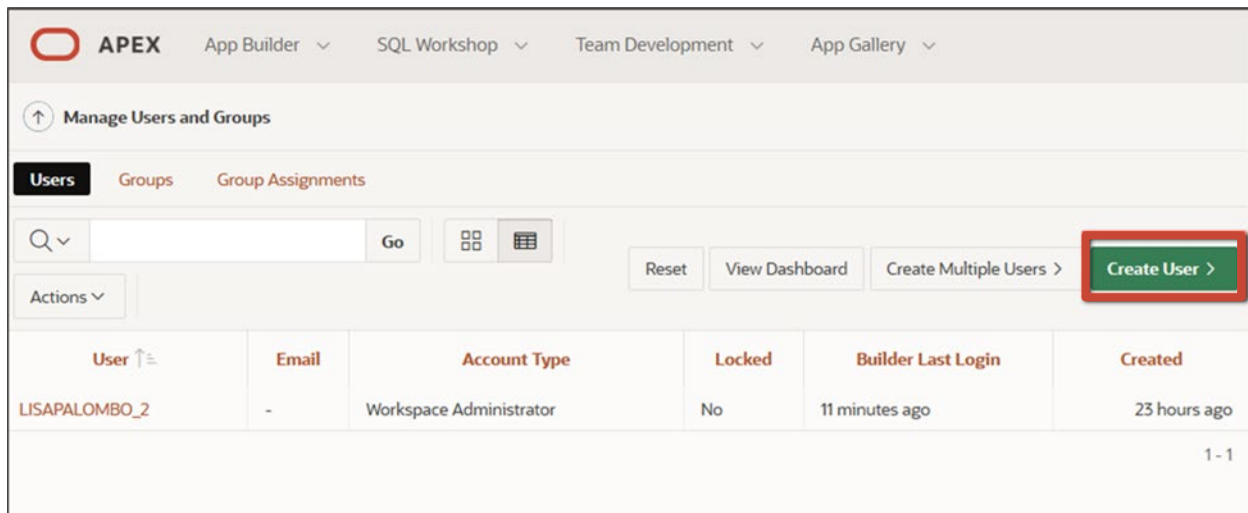 APEX App Builder SQL Workshop Team Development App Gallery
Manage Users and Groups
Users Groups Group Assignments
Go
Reset View Dashboard Create Multiple Users > Create User >
Actions
User Email Account Type Locked Builder Last Login Created
LISAPALOMBO_2 - Workspace Administrator No 11 minutes ago 23 hours ago
1 - 1